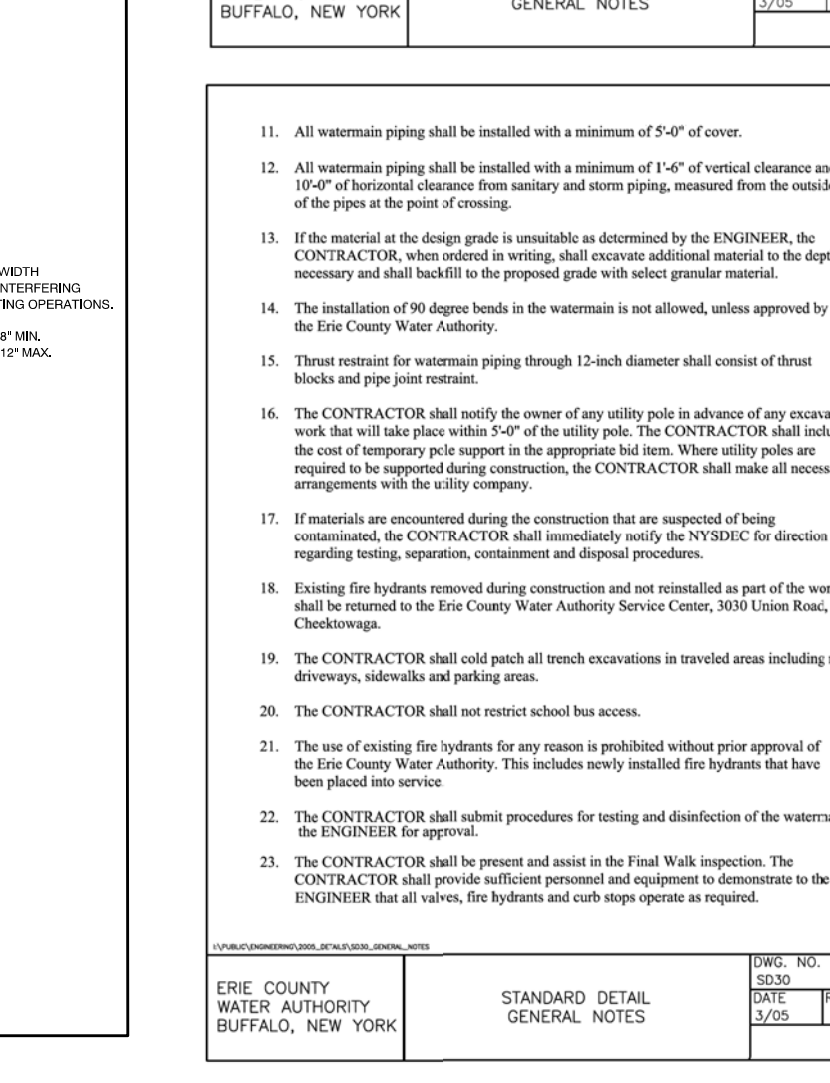 BUFFALO, NEW YORK
GENERAL NOTES
3/05
WIDTH
NTERFERING
TING OPERATIONS.
8" MIN.
12" MAX.
11. All watermain piping shall be installed with a minimum of 5'-0" of cover.
12. All watermain piping shall be installed with a minimum of 1'-6" of vertical clearance and
10'-0" of horizontal clearance from sanitary and storm piping, measured from the outside
of the pipes at the point of crossing.
13. If the material at the design grade is unsuitable as determined by the ENGINEER, the
CONTRACTOR, when ordered in writing, shall excavate additional material to the dept
necessary and shall backfill to the proposed grade with select granular material.
14. The installation of 90 degree bends in the watermain is not allowed, unless approved by
the Erie County Water Authority.
15. Thrust restraint for watermain piping through 12-inch diameter shall consist of thrust
blocks and pipe joint restraint.
16. The CONTRACTOR shall notify the owner of any utility pole in advance of any excava
work that will take place within 5'-0" of the utility pole. The CONTRACTOR shall inclu
the cost of temporary pole support in the appropriate bid item. Where utility poles are
required to be supported during construction, the CONTRACTOR shall make all necess
arrangements with the utility company.
17. If materials are encountered during the construction that are suspected of being
contaminated, the CONTRACTOR shall immediately notify the NYSDEC for direction
regarding testing, separation, containment and disposal procedures.
18. Existing fire hydrants removed during construction and not reinstalled as part of the wor
shall be returned to the Erie County Water Authority Service Center, 3030 Union Road,
Cheektowaga.
19. The CONTRACTOR shall cold patch all trench excavations in traveled areas including
driveways, sidewalks and parking areas.
20. The CONTRACTOR shall not restrict school bus access.
21. The use of existing fire hydrants for any reason is prohibited without prior approval of
the Erie County Water Authority. This includes newly installed fire hydrants that have
been placed into service
22. The CONTRACTOR shall submit procedures for testing and disinfection of the waterma
the ENGINEER for approval.
23. The CONTRACTOR shall be present and assist in the Final Walk inspection. The
CONTRACTOR shall provide sufficient personnel and equipment to demonstrate to the
ENGINEER that all valves, fire hydrants and curb stops operate as required.
I:\PUBLIC\ENGINEERING\2005_DETAILS\SD30_GENERAL_NOTES
ERIE COUNTY
WATER AUTHORITY
BUFFALO, NEW YORK
STANDARD DETAIL
GENERAL NOTES
DWG. NO.
SD30
DATE
3/05